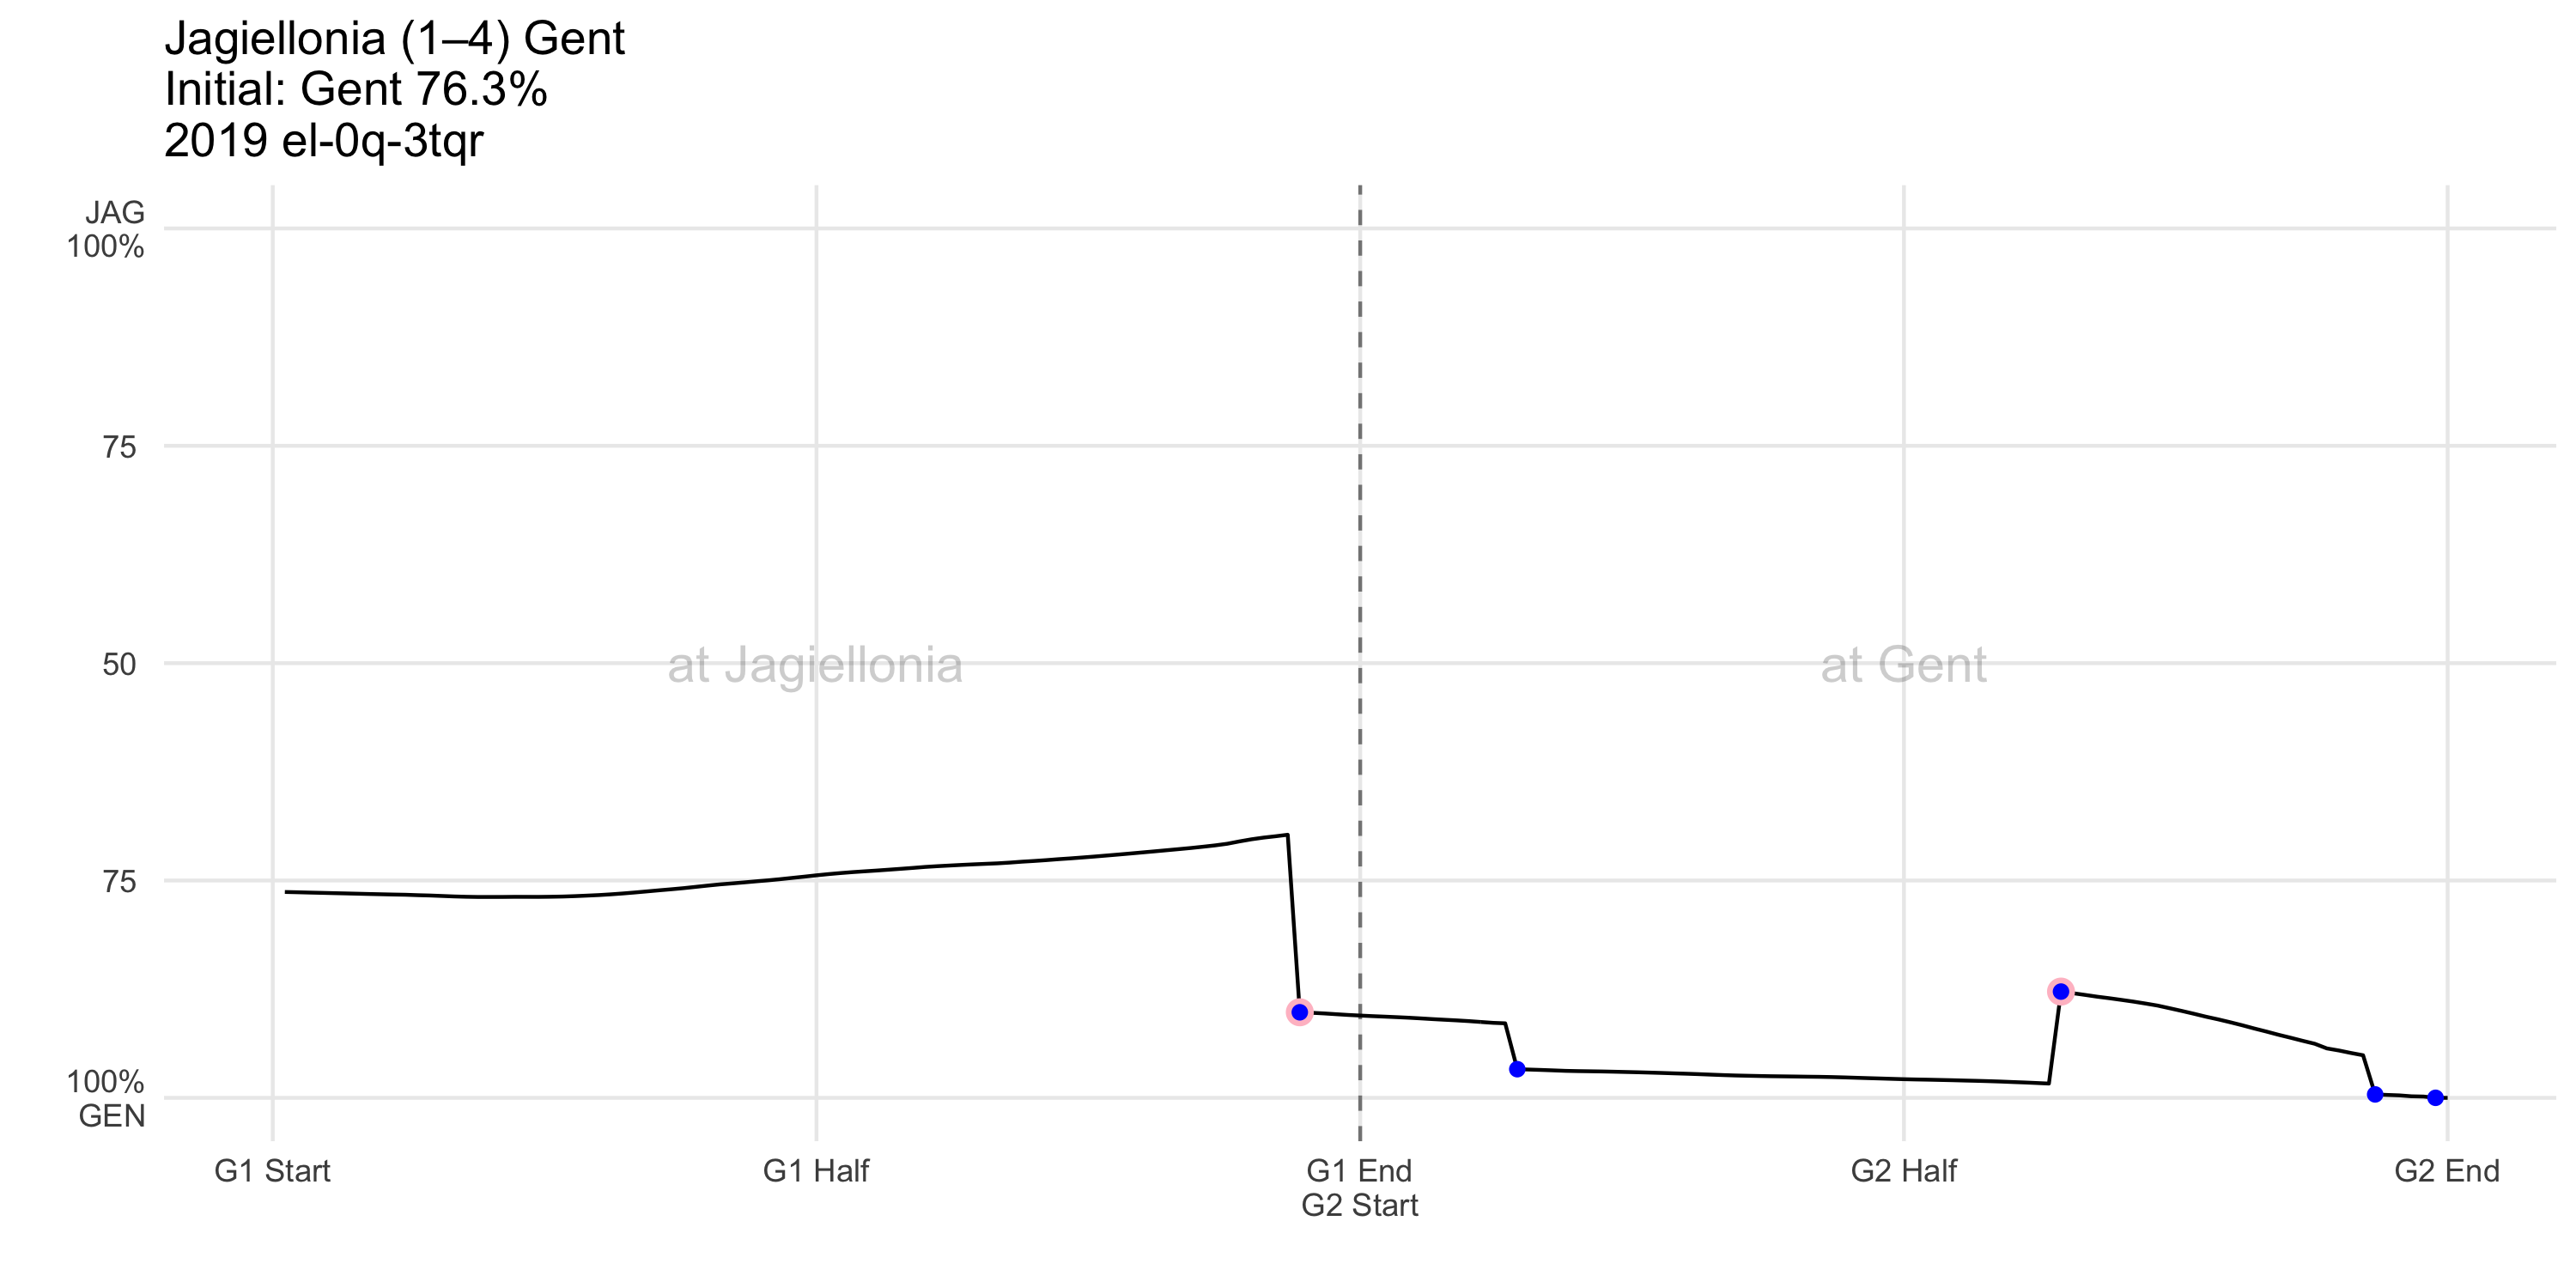 Jagiellonia (1–4) Gent
Initial: Gent 76.3%
2019 el-0q-3tqr
JAG
100%
75
50
75
100%
GEN
at Jagiellonia
at Gent
G1 Start
G1 Half
G1 End
G2 Start
G2 Half
G2 End